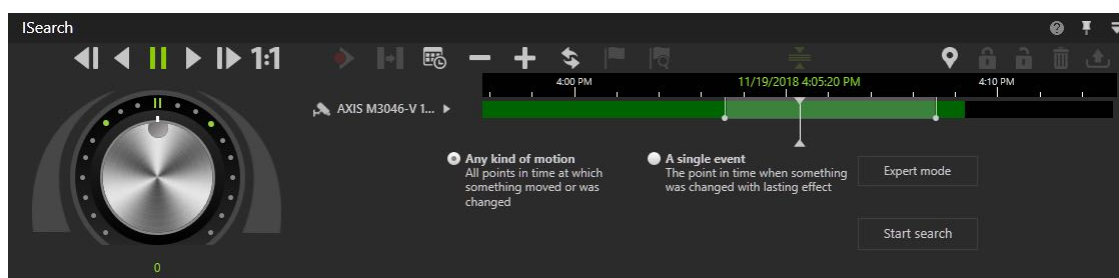 ISearch
1:1
4:00 PM
11/19/2018 4:05:20 PM
4:10 PM
AXIS M3046-V 1...
Any kind of motion
All points in time at which
something moved or was
changed
A single event
The point in time when something
was changed with lasting effect
Expert mode
Start search
0